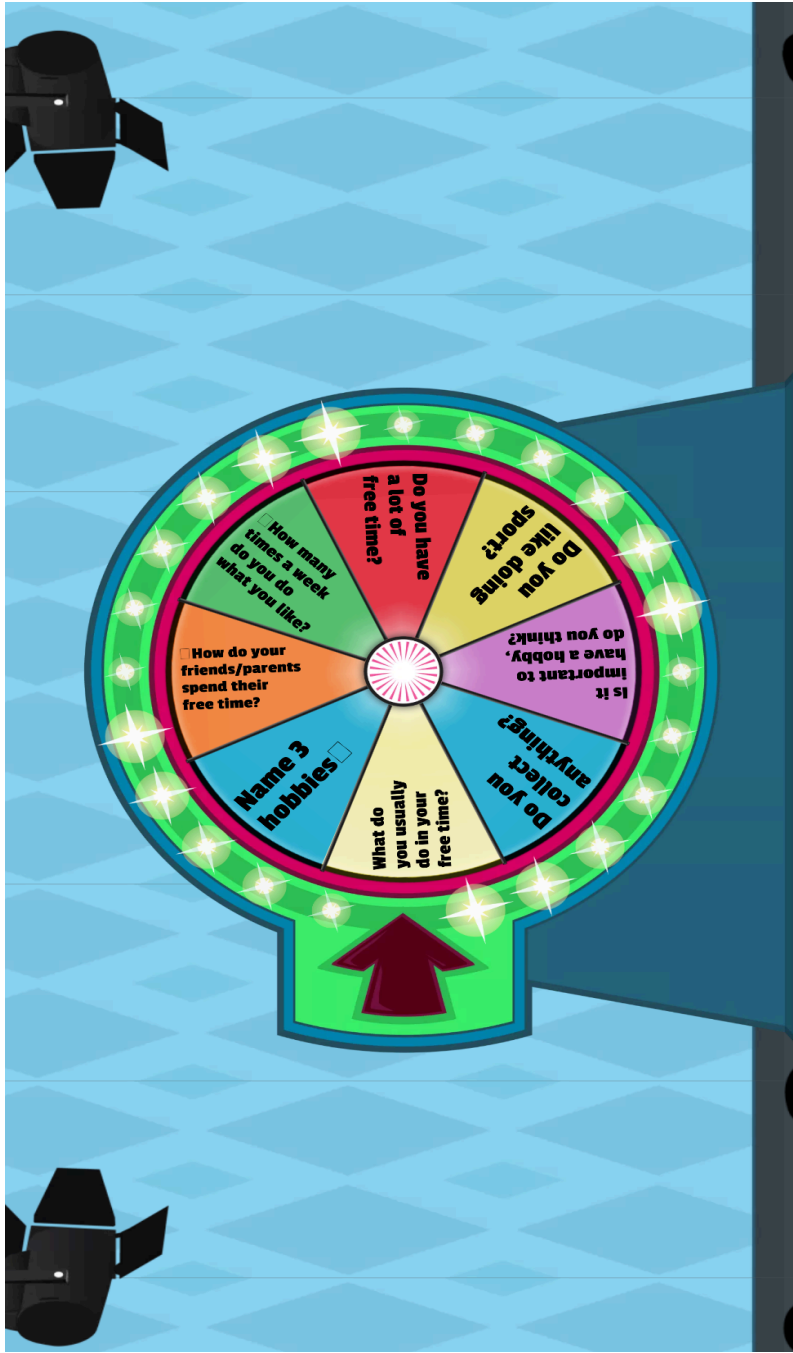 Do you have
a lot of
free time?
Do you
like doing
sport?
Is it
important to
have a hobby,
do you think?
Do you
collect
anything?
What do
you usually
do in your
free time?
Name 3
hobbies
How do your
friends/parents
spend their
free time?
How many
times a week
do you do
what you like?